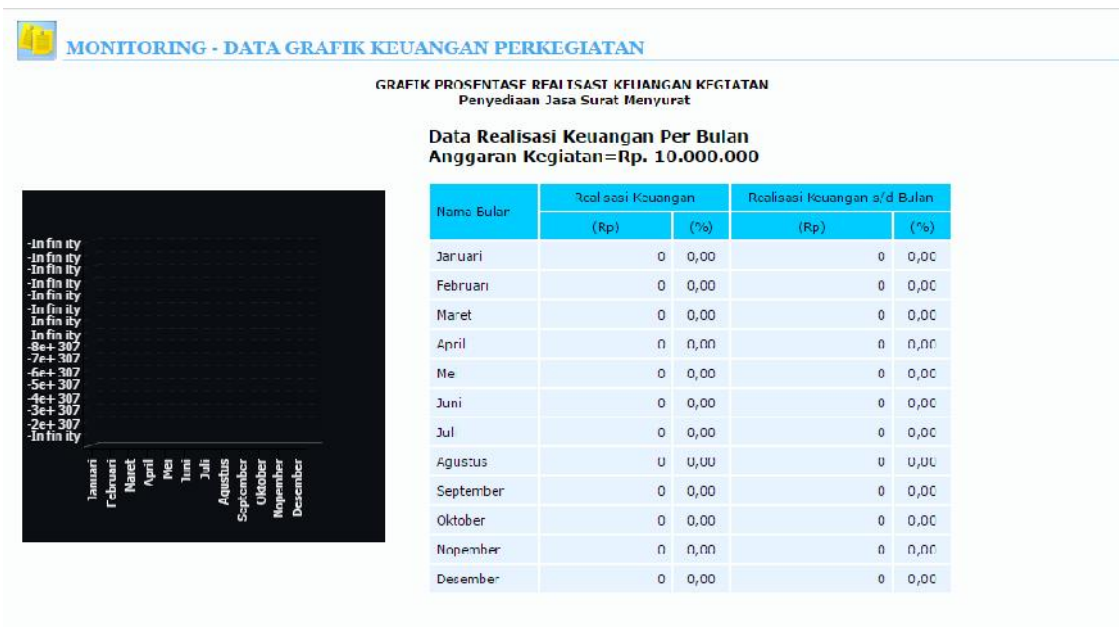 MONITORING - DATA GRAFIK KEUANGAN PERKEGIATAN
GRAFIK PROSENTASE REALISASI KEUANGAN KEGIATAN
Penyediaan Jasa Surat Menyurat
Data Realisasi Keuangan Per Bulan
Anggaran Kegiatan=Rp. 10.000.000
-Infinity
-Infinity
-Infinity
-Infinity
-Infinity
-Infinity
Infinity
Infinity
-8e+307
-7e+307
-6e+307
-5e+307
-4e+307
-3e+307
-2e+307
-Infinity
Januari
Februari
Maret
April
Mei
Juni
Juli
Agustus
September
Oktober
Nopember
Desember
Nama Bulan Realisasi Keuangan Realisasi Keuangan s/d Bulan
(Rp) (%) (Rp) (%)
Januari 0 0,00 0 0,00
Februari 0 0,00 0 0,00
Maret 0 0,00 0 0,00
April 0 0,00 0 0,00
Mei 0 0,00 0 0,00
Juni 0 0,00 0 0,00
Juli 0 0,00 0 0,00
Agustus 0 0,00 0 0,00
September 0 0,00 0 0,00
Oktober 0 0,00 0 0,00
Nopember 0 0,00 0 0,00
Desember 0 0,00 0 0,00